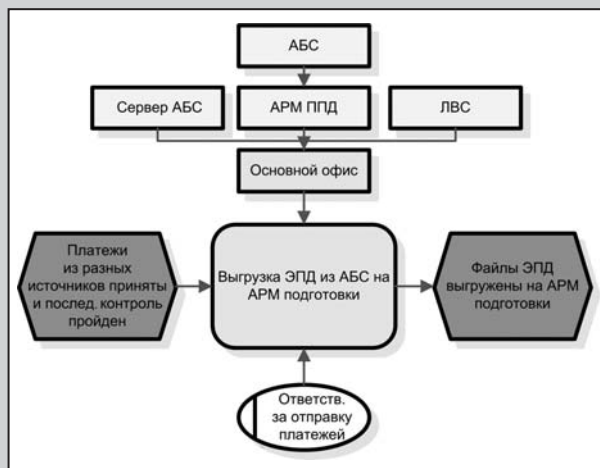 АБС
Сервер АБС
АРМ ППД
ЛВС
Основной офис
Платежи
из разных
источников приняты
и послед. контроль
пройден
Выгрузка ЭПД из АБС на
АРМ подготовки
Файлы ЭПД
выгружены на АРМ
подготовки
Ответств.
за отправку
платежей